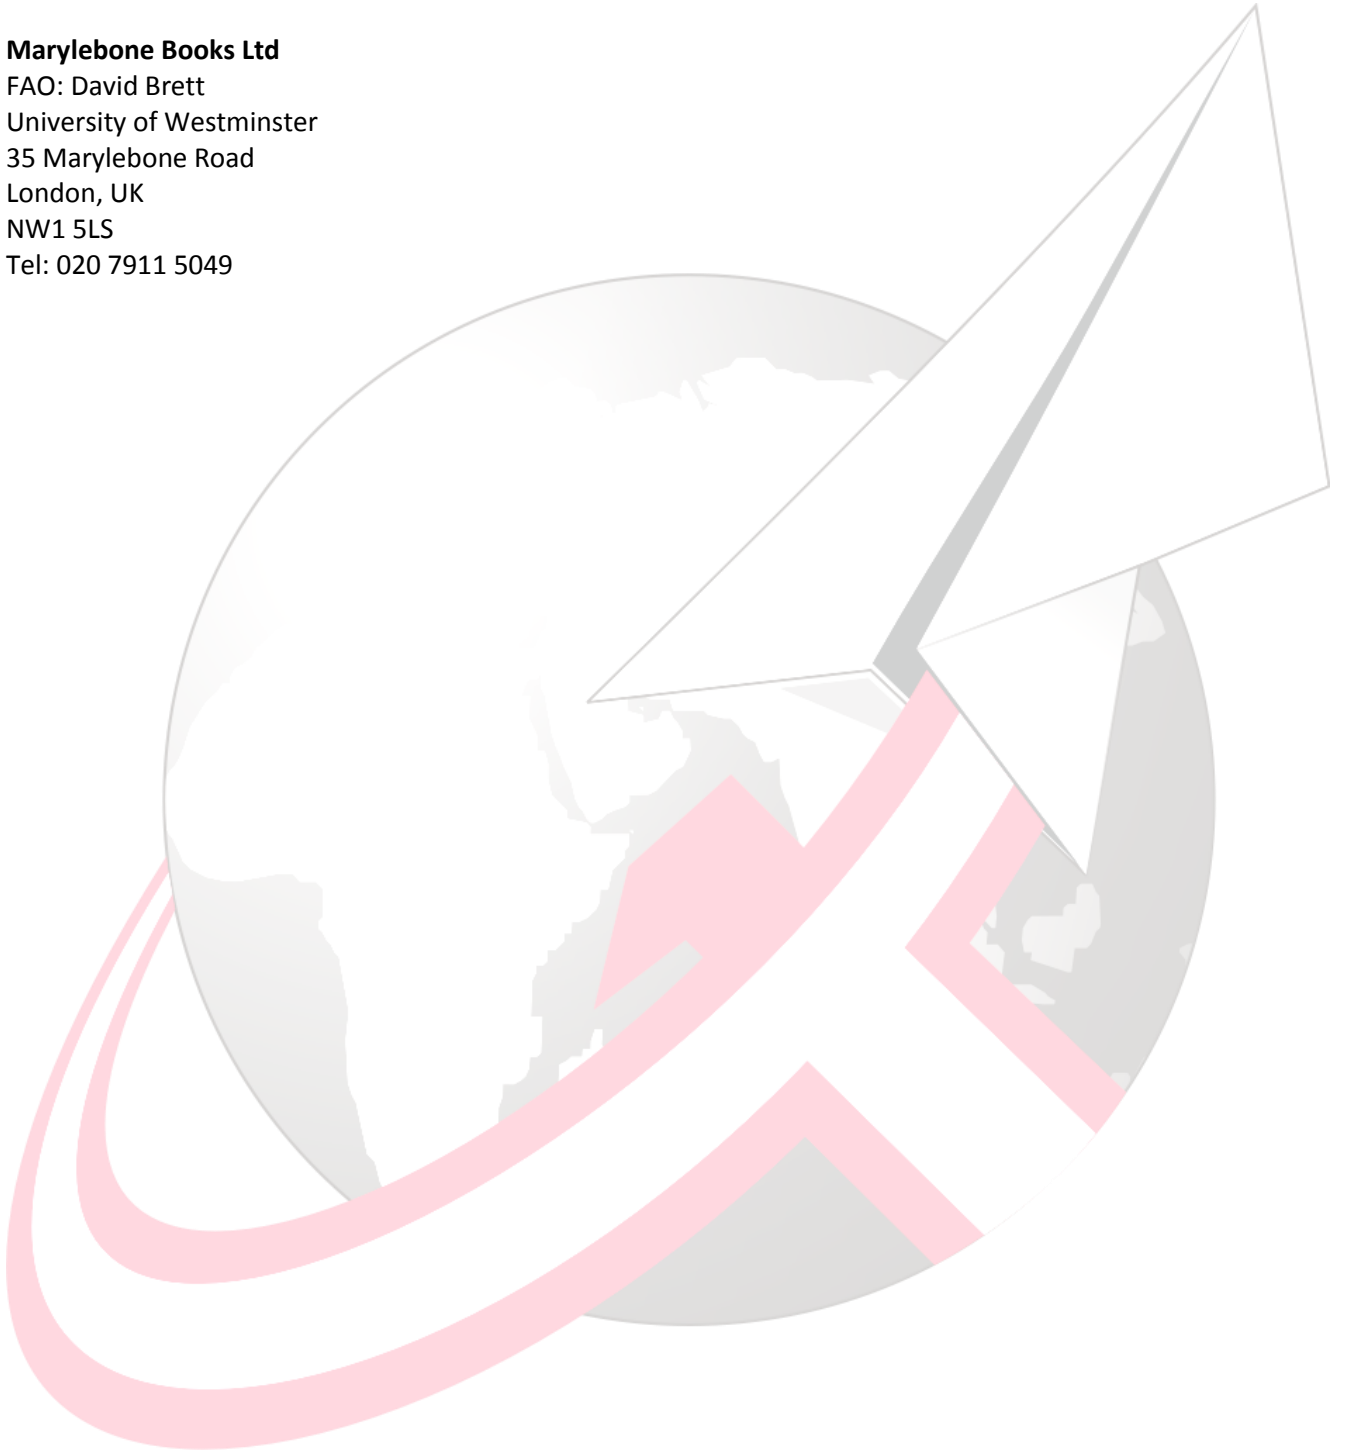 Marylebone Books Ltd
FAO: David Brett
University of Westminster
35 Marylebone Road
London, UK
NW1 5LS
Tel: 020 7911 5049